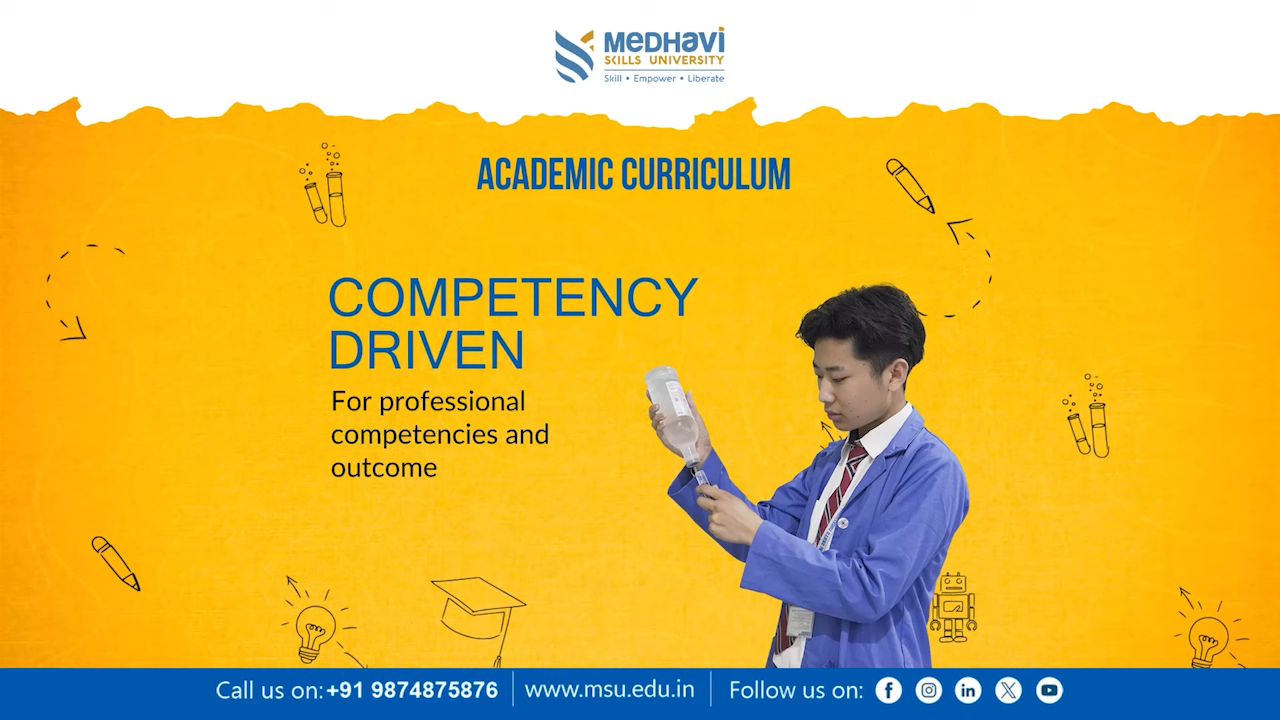 MEDHAVI
SKILLS UNIVERSITY
Skill • Empower • Liberate
ACADEMIC CURRICULUM
COMPETENCY
DRIVEN
For professional
competencies and
outcome
Call us on: +91 9874875876 www.msu.edu.in Follow us on: